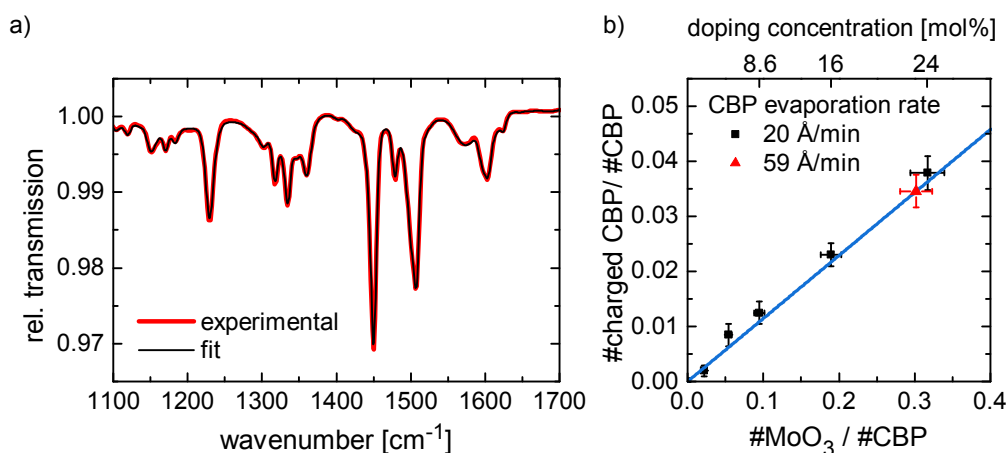 a)
1.00
0.99
0.98
0.97
rel. transmission
experimental
fit
1100 1200 1300 1400 1500 1600 1700
wavenumber [cm⁻¹]
b)
doping concentration [mol%]
8.6 16 24
0.05
0.04
0.03
0.02
0.01
0.00
#charged CBP/ #CBP
CBP evaporation rate
20 Å/min
59 Å/min
0.0 0.1 0.2 0.3 0.4
#MoO₃ / #CBP